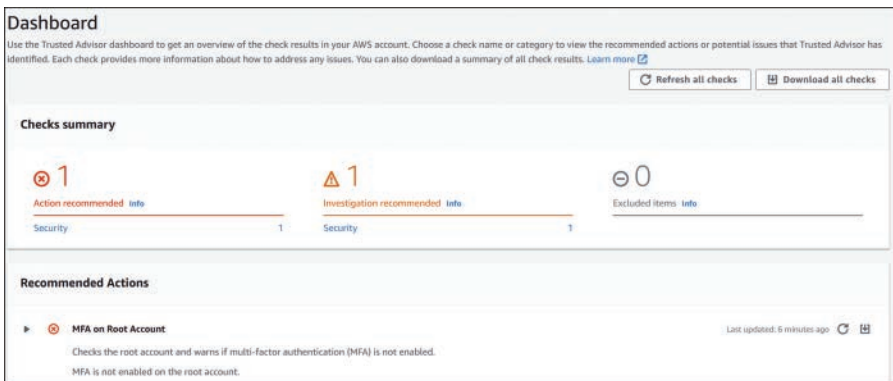 Dashboard
Use the Trusted Advisor dashboard to get an overview of the check results in your AWS account. Choose a check name or category to view the recommended actions or potential issues that Trusted Advisor has
identified. Each check provides more information about how to address any issues. You can also download a summary of all check results. Learn more
Refresh all checks
Download all checks
Checks summary
1 1 0
Action recommended Info Investigation recommended Info Excluded items Info
Security 1 Security 1
Recommended Actions
MFA on Root Account Last updated: 6 minutes ago
Checks the root account and warns if multi-factor authentication (MFA) is not enabled.
MFA is not enabled on the root account.